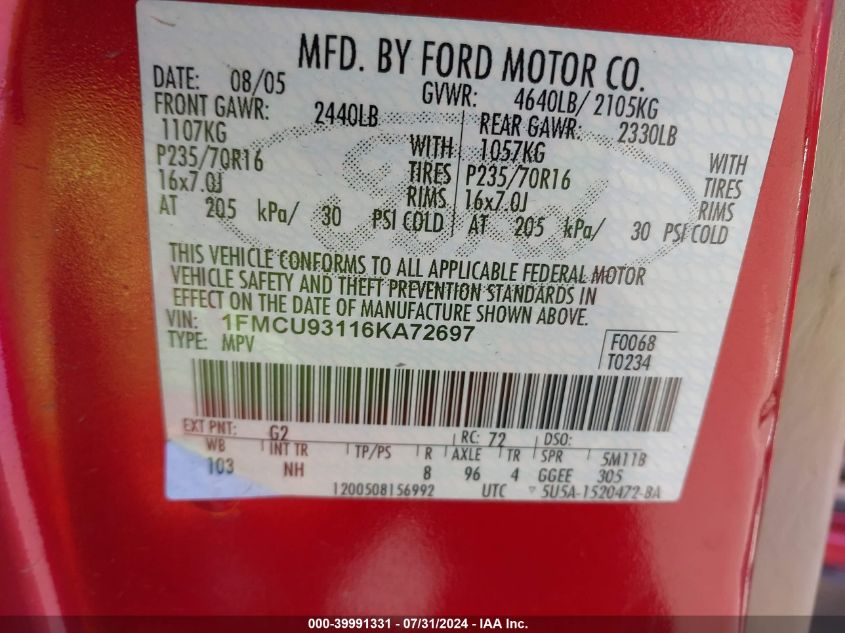 MFD. BY FORD MOTOR CO.
DATE: 08/05 GVWR: 4640LB/ 2105KG
FRONT GAWR: 2440LB REAR GAWR: 2330LB
1107KG WITH 1057KG WITH
P235/70R16 TIRES P235/70R16 TIRES
16x7.0J RIMS 16x7.0J RIMS
AT 205 kPa/ 30 PSI COLD AT 205 kPa/ 30 PSI COLD
THIS VEHICLE CONFORMS TO ALL APPLICABLE FEDERAL MOTOR
VEHICLE SAFETY AND THEFT PREVENTION STANDARDS IN
EFFECT ON THE DATE OF MANUFACTURE SHOWN ABOVE.
VIN: 1FMCU93116KA72697
TYPE: MPV
F0068
T0234
EXT PNT: G2 RC: 72 DSO:
WB INT TR TP/PS R AXLE TR SPR 5M11B
103 NH 8 96 4 GGEE 305
1200508156992 UTC 5U5A-1520472-BA
000-39991331 - 07/31/2024 - IAA Inc.